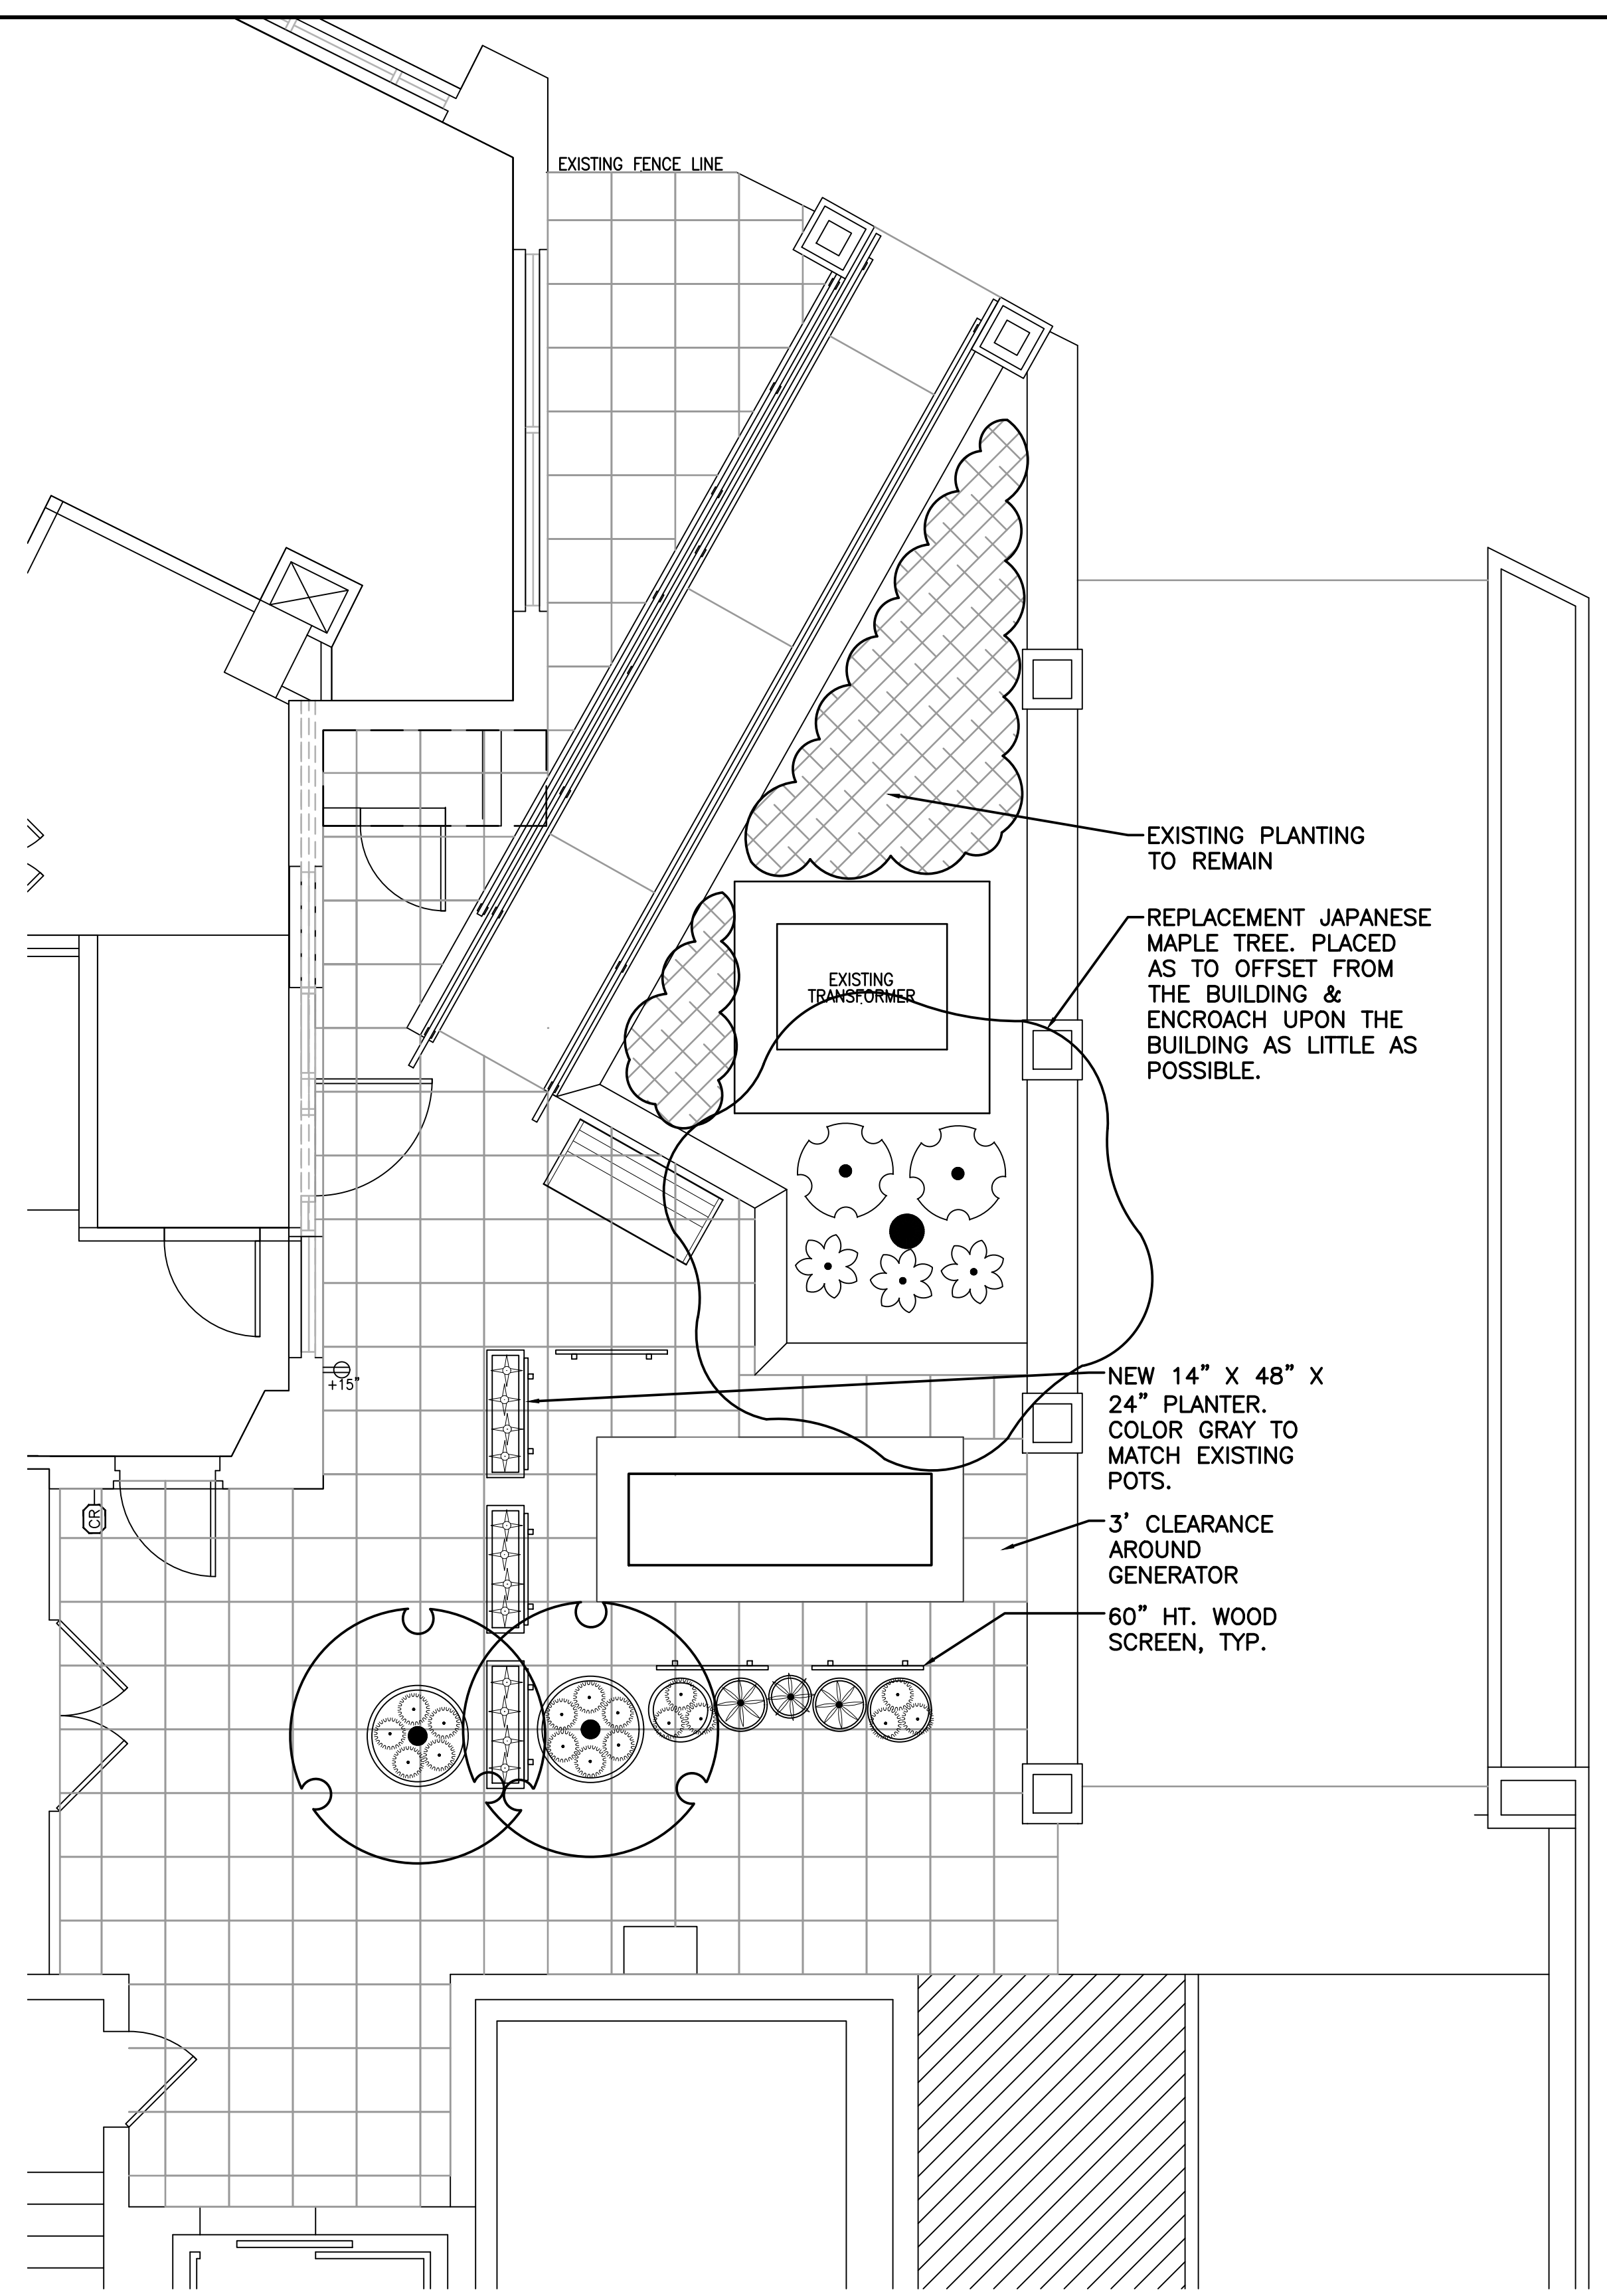 EXISTING FENCE LINE
EXISTING PLANTING
TO REMAIN
REPLACEMENT JAPANESE
MAPLE TREE. PLACED
AS TO OFFSET FROM
THE BUILDING &
ENCROACH UPON THE
BUILDING AS LITTLE AS
POSSIBLE.
EXISTING
TRANSFORMER
NEW 14” X 48” X
24” PLANTER.
COLOR GRAY TO
MATCH EXISTING
POTS.
+15”
CR
3’ CLEARANCE
AROUND
GENERATOR
60” HT. WOOD
SCREEN, TYP.